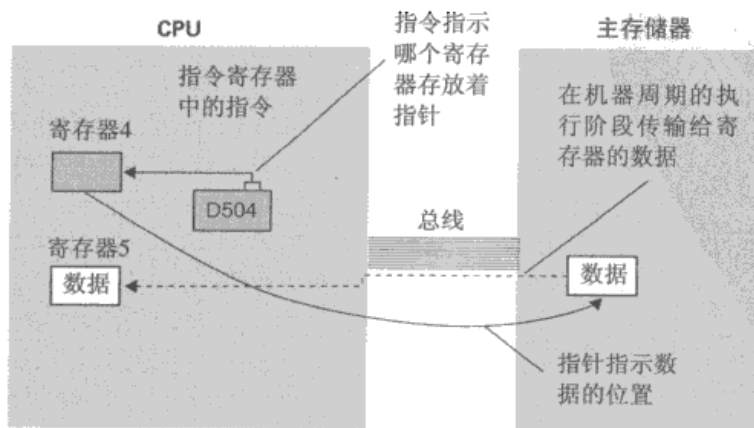 CPU
指令指示
哪个寄存
器存放着
指针
主存储器
指令寄存器
中的指令
寄存器4
D504
在机器周期的执
行阶段传输给寄
存器的数据
总线
寄存器5
数据
数据
指针指示数
据的位置